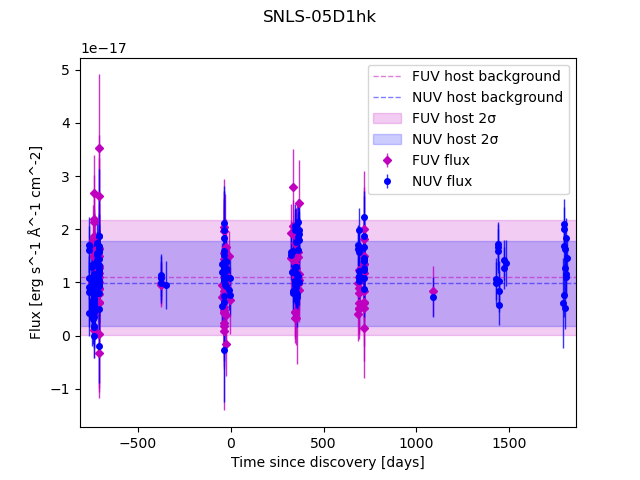 SNLS-05D1hk
1e−17
FUV host background
NUV host background
FUV host 2σ
NUV host 2σ
FUV flux
NUV flux
5
4
3
2
1
0
−1
Flux [erg s^-1 Å^-1 cm^-2]
−500
0
500
1000
1500
Time since discovery [days]